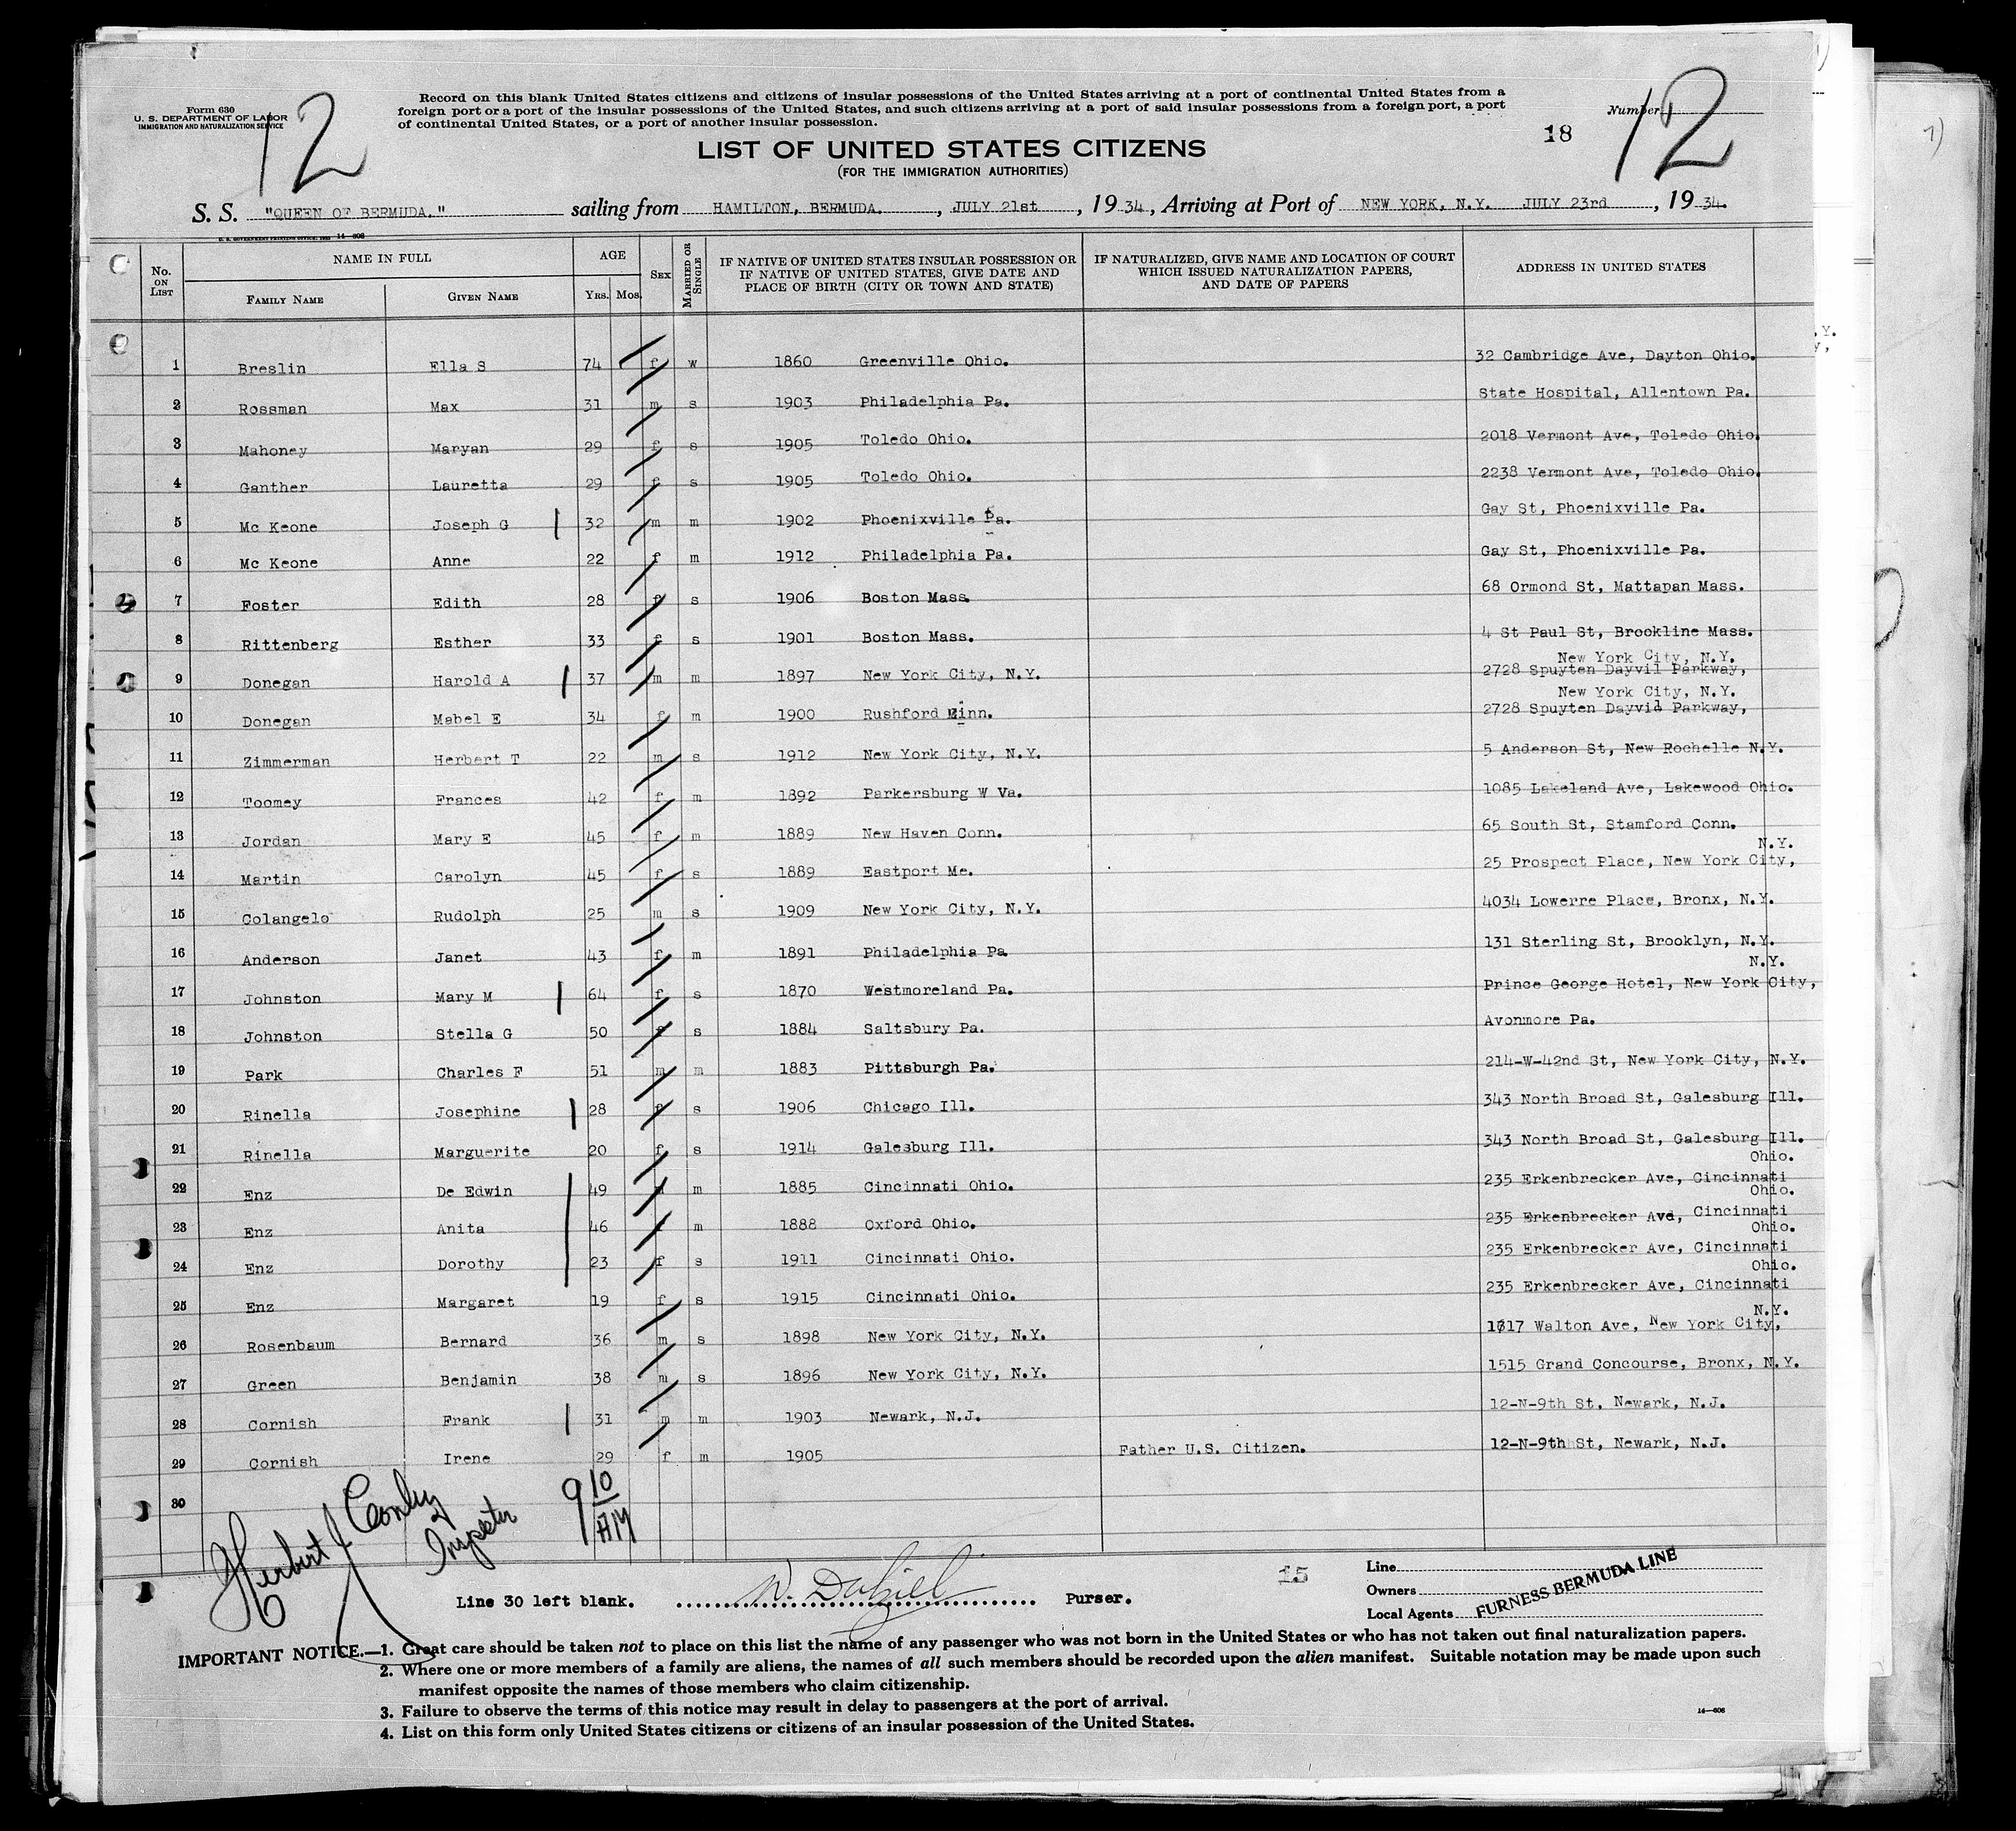 Form 630
U. S. DEPARTMENT OF LABOR
IMMIGRATION AND NATURALIZATION SERVICE
12
Record on this blank United States citizens and citizens of insular possessions of the United States arriving at a port of continental United States from a
foreign port or a port of the insular possessions of the United States, and such citizens arriving at a port of said insular possessions from a foreign port, a port
of continental United States, or a port of another insular possession.
Number
18
12
LIST OF UNITED STATES CITIZENS
(FOR THE IMMIGRATION AUTHORITIES)
S. S. "QUEEN OF BERMUDA." sailing from HAMILTON, BERMUDA. , JULY 21st , 19 34, Arriving at Port of NEW YORK, N.Y. JULY 23rd , 19 34.
U. S. GOVERNMENT PRINTING OFFICE: 14-608
No. ON LIST NAME IN FULL AGE SEX MARRIED OR SINGLE IF NATIVE OF UNITED STATES INSULAR POSSESSION OR IF NATIVE OF UNITED STATES, GIVE DATE AND PLACE OF BIRTH (CITY OR TOWN AND STATE) IF NATURALIZED, GIVE NAME AND LOCATION OF COURT WHICH ISSUED NATURALIZATION PAPERS, AND DATE OF PAPERS ADDRESS IN UNITED STATES
FAMILY NAME GIVEN NAME YRS. MOS.
1 Breslin Ella S 74 f w 1860 Greenville Ohio. 32 Cambridge Ave, Dayton Ohio.
2 Rossman Max 31 m s 1903 Philadelphia Pa. State Hospital, Allentown Pa.
3 Mahoney Maryan 29 f s 1905 Toledo Ohio. 2018 Vermont Ave, Toledo Ohio.
4 Ganther Lauretta 29 f s 1905 Toledo Ohio. 2238 Vermont Ave, Toledo Ohio.
5 Mc Keone Joseph G 32 m m 1902 Phoenixville Pa. Gay St, Phoenixville Pa.
6 Mc Keone Anne 22 f m 1912 Philadelphia Pa. Gay St, Phoenixville Pa.
7 Foster Edith 28 f s 1906 Boston Mass. 68 Ormond St, Mattapan Mass.
8 Rittenberg Esther 33 f s 1901 Boston Mass. 4 St Paul St, Brookline Mass.
New York City, N.Y.
9 Donegan Harold A 37 m m 1897 New York City, N.Y. 2728 Spuyten Dayvil Parkway,
New York City, N.Y.
10 Donegan Mabel E 34 f m 1900 Rushford Minn. 2728 Spuyten Dayvil Parkway,
11 Zimmerman Herbert T 22 m s 1912 New York City, N.Y. 5 Anderson St, New Rochelle N.Y.
12 Toomey Frances 42 f m 1892 Parkersburg W Va. 1085 Lakeland Ave, Lakewood Ohio.
13 Jordan Mary E 45 f m 1889 New Haven Conn. 65 South St, Stamford Conn.
N.Y.
14 Martin Carolyn 45 f s 1889 Eastport Me. 25 Prospect Place, New York City,
15 Colangelo Rudolph 25 m s 1909 New York City, N.Y. 4034 Lowerre Place, Bronx, N.Y.
16 Anderson Janet 43 f m 1891 Philadelphia Pa 131 Sterling St, Brooklyn, N.Y.
N.Y.
17 Johnston Mary M 64 f s 1870 Westmoreland Pa. Prince George Hotel, New York City,
18 Johnston Stella G 50 f s 1884 Saltsbury Pa. Avonmore Pa.
19 Park Charles F 51 m m 1883 Pittsburgh Pa. 214-W-42nd St, New York City, N.Y.
20 Rinella Josephine 28 f s 1906 Chicago Ill. 343 North Broad St, Galesburg Ill.
21 Rinella Marguerite 20 f s 1914 Galesburg Ill. 343 North Broad St, Galesburg Ill.
Ohio.
22 Enz De Edwin 49 m 1885 Cincinnati Ohio. 235 Erkenbrecker Ave, Cincinnati
Ohio.
23 Enz Anita 46 f m 1888 Oxford Ohio. 235 Erkenbrecker Ave, Cincinnati
Ohio.
24 Enz Dorothy 23 f s 1911 Cincinnati Ohio. 235 Erkenbrecker Ave, Cincinnati
Ohio.
25 Enz Margaret 19 f s 1915 Cincinnati Ohio. 235 Erkenbrecker Ave, Cincinnati
N.Y.
26 Rosenbaum Bernard 36 m s 1898 New York City, N.Y. Walton Ave, New York City,
27 Green Benjamin 38 m s 1896 New York City, N.Y. 1515 Grand Concourse, Bronx, N.Y.
28 Cornish Frank 31 m m 1903 Newark, N.J. 12-N-9th St, Newark, N.J.
29 Cornish Irene 29 f m 1905 Father U.S. Citizen. 12-N-9th St, Newark, N.J.
30
Herbert J Conly
Inspector
9 10 AM
Line 30 left blank. Purser.
15
Line
Owners
Local Agents FURNESS BERMUDA LINE
IMPORTANT NOTICE.—1. Great care should be taken not to place on this list the name of any passenger who was not born in the United States or who has not taken out final naturalization papers.
2. Where one or more members of a family are aliens, the names of all such members should be recorded upon the alien manifest. Suitable notation may be made upon such
manifest opposite the names of those members who claim citizenship.
3. Failure to observe the terms of this notice may result in delay to passengers at the port of arrival.
4. List on this form only United States citizens or citizens of an insular possession of the United States.
14—608